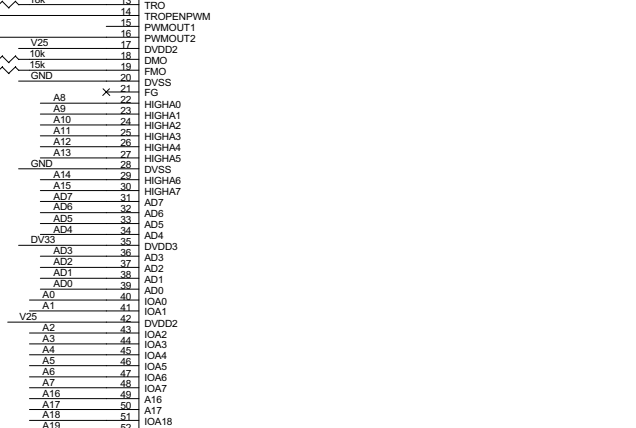 10k 13 TRO
14 TROPENPWM
15 PWMOUT1
16 PWMOUT2
V25 17 DVDD2
10k 18 DMO
15k 19 FMO
GND 20 DVSS
21 FG
A8 22 HIGHA0
A9 23 HIGHA1
A10 24 HIGHA2
A11 25 HIGHA3
A12 26 HIGHA4
A13 27 HIGHA5
GND 28 DVSS
A14 29 HIGHA6
A15 30 HIGHA7
AD7 31 AD7
AD6 32 AD6
AD5 33 AD5
AD4 34 AD4
DV33 35 DVDD3
AD3 36 AD3
AD2 37 AD2
AD1 38 AD1
AD0 39 AD0
A0 40 IOA0
A1 41 IOA1
V25 42 DVDD2
A2 43 IOA2
A3 44 IOA3
A4 45 IOA4
A5 46 IOA5
A6 47 IOA6
A7 48 IOA7
A16 49 A16
A17 50 A17
A18 51 IOA18
A19 52